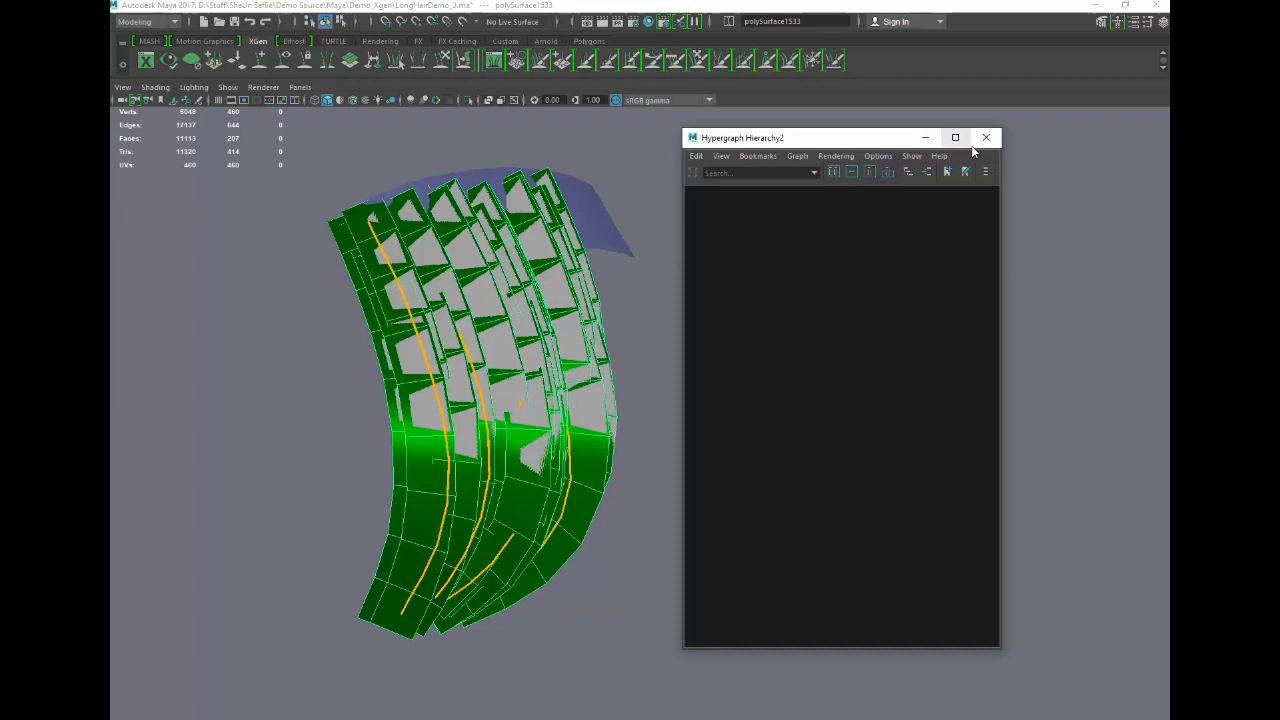 Autodesk Maya 2017: D:\Stuff\SheUn Seflie\Demo Source\Maya\Demo_Xgen\LongHairDemo_3.ma* --- polySurface1533
Modeling No Live Surface polySurface1533 Sign In
MASH Motion Graphics XGen Bifrost TURTLE Rendering FX FX Caching Custom Arnold Polygons
View Shading Lighting Show Renderer Panels
0.00 1.00 sRGB gamma
Verts: 6048 460 0
Edges: 17137 644 0
Faces: 11113 207 0
Tris: 11320 414 0
UVs: 460 460 0
Hypergraph Hierarchy2
Edit View Bookmarks Graph Rendering Options Show Help
Search...